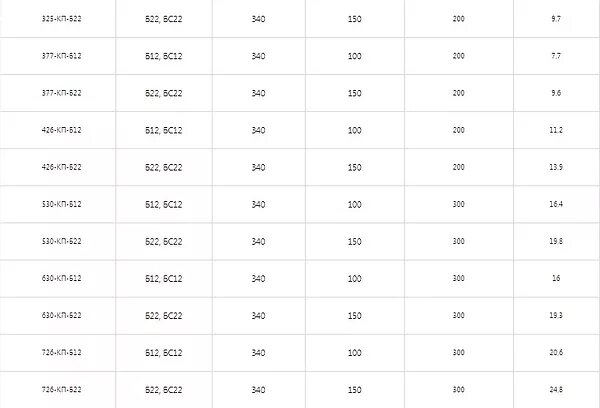 325-КП-Б22 Б22, БС22 340 150 200 9.7
377-КП-Б12 Б12, БС12 340 100 200 7.7
377-КП-Б22 Б22, БС22 340 150 200 9.6
426-КП-Б12 Б12, БС12 340 100 200 11.2
426-КП-Б22 Б22, БС22 340 150 200 13.9
530-КП-Б12 Б12, БС12 340 100 300 16.4
530-КП-Б22 Б22, БС22 340 150 300 19.8
630-КП-Б12 Б12, БС12 340 100 300 16
630-КП-Б22 Б22, БС22 340 150 300 19.3
726-КП-Б12 Б12, БС12 340 100 300 20.6
726-КП-Б22 Б22, БС22 340 150 300 24.8